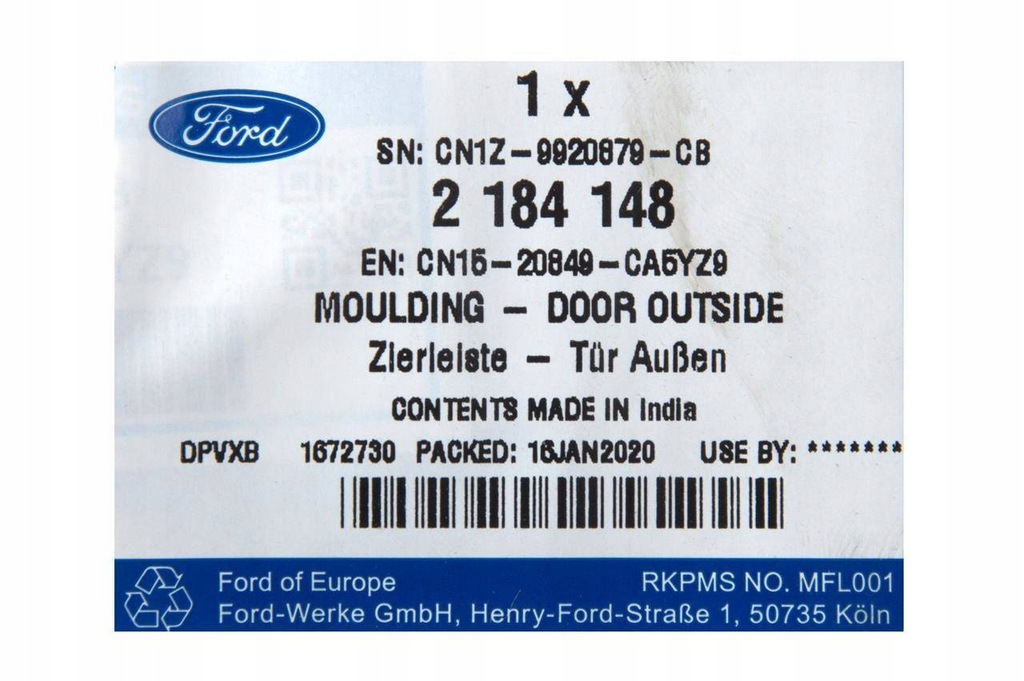 Ford
1 x
SN: CN1Z-9920879-CB
2 184 148
EN: CN15-20849-CA5YZ9
MOULDING - DOOR OUTSIDE
Zierleiste - Tür Außen
CONTENTS MADE IN India
DPVXB 1672730 PACKED: 16JAN2020 USE BY: *******
Ford of Europe RKPMS NO. MFL001
Ford-Werke GmbH, Henry-Ford-Straße 1, 50735 Köln